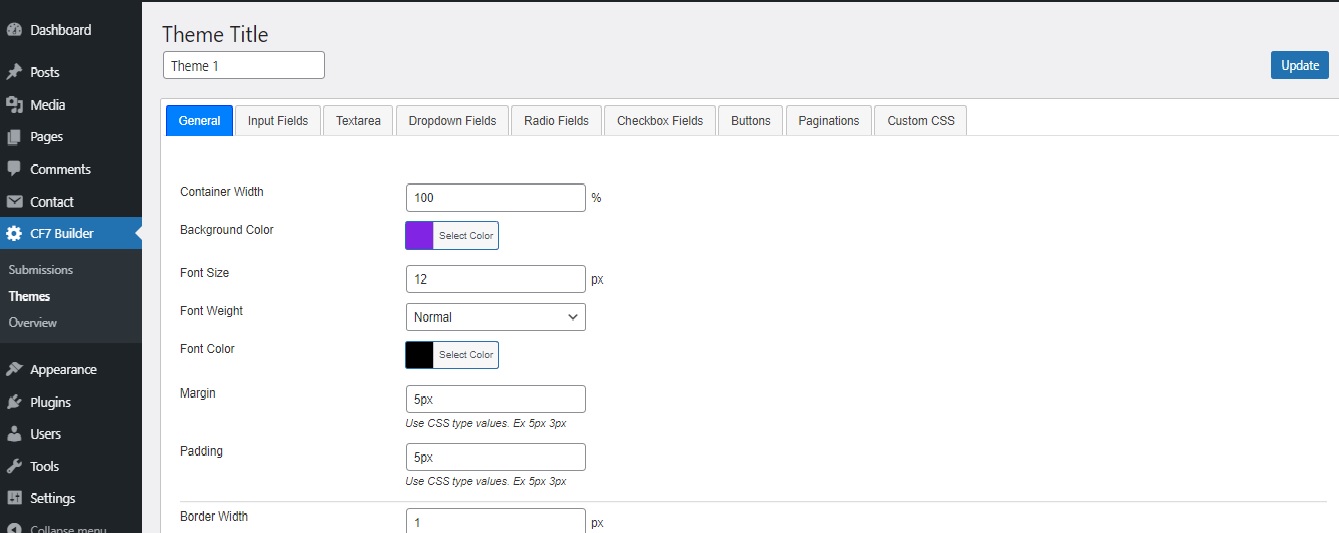 Dashboard
Posts
Media
Pages
Comments
Contact
CF7 Builder
Submissions
Themes
Overview
Appearance
Plugins
Users
Tools
Settings
Collapse menu
Theme Title
Theme 1
Update
General Input Fields Textarea Dropdown Fields Radio Fields Checkbox Fields Buttons Paginations Custom CSS
Container Width 100 %
Background Color Select Color
Font Size 12 px
Font Weight Normal
Font Color Select Color
Margin 5px
Use CSS type values. Ex 5px 3px
Padding 5px
Use CSS type values. Ex 5px 3px
Border Width 1 px